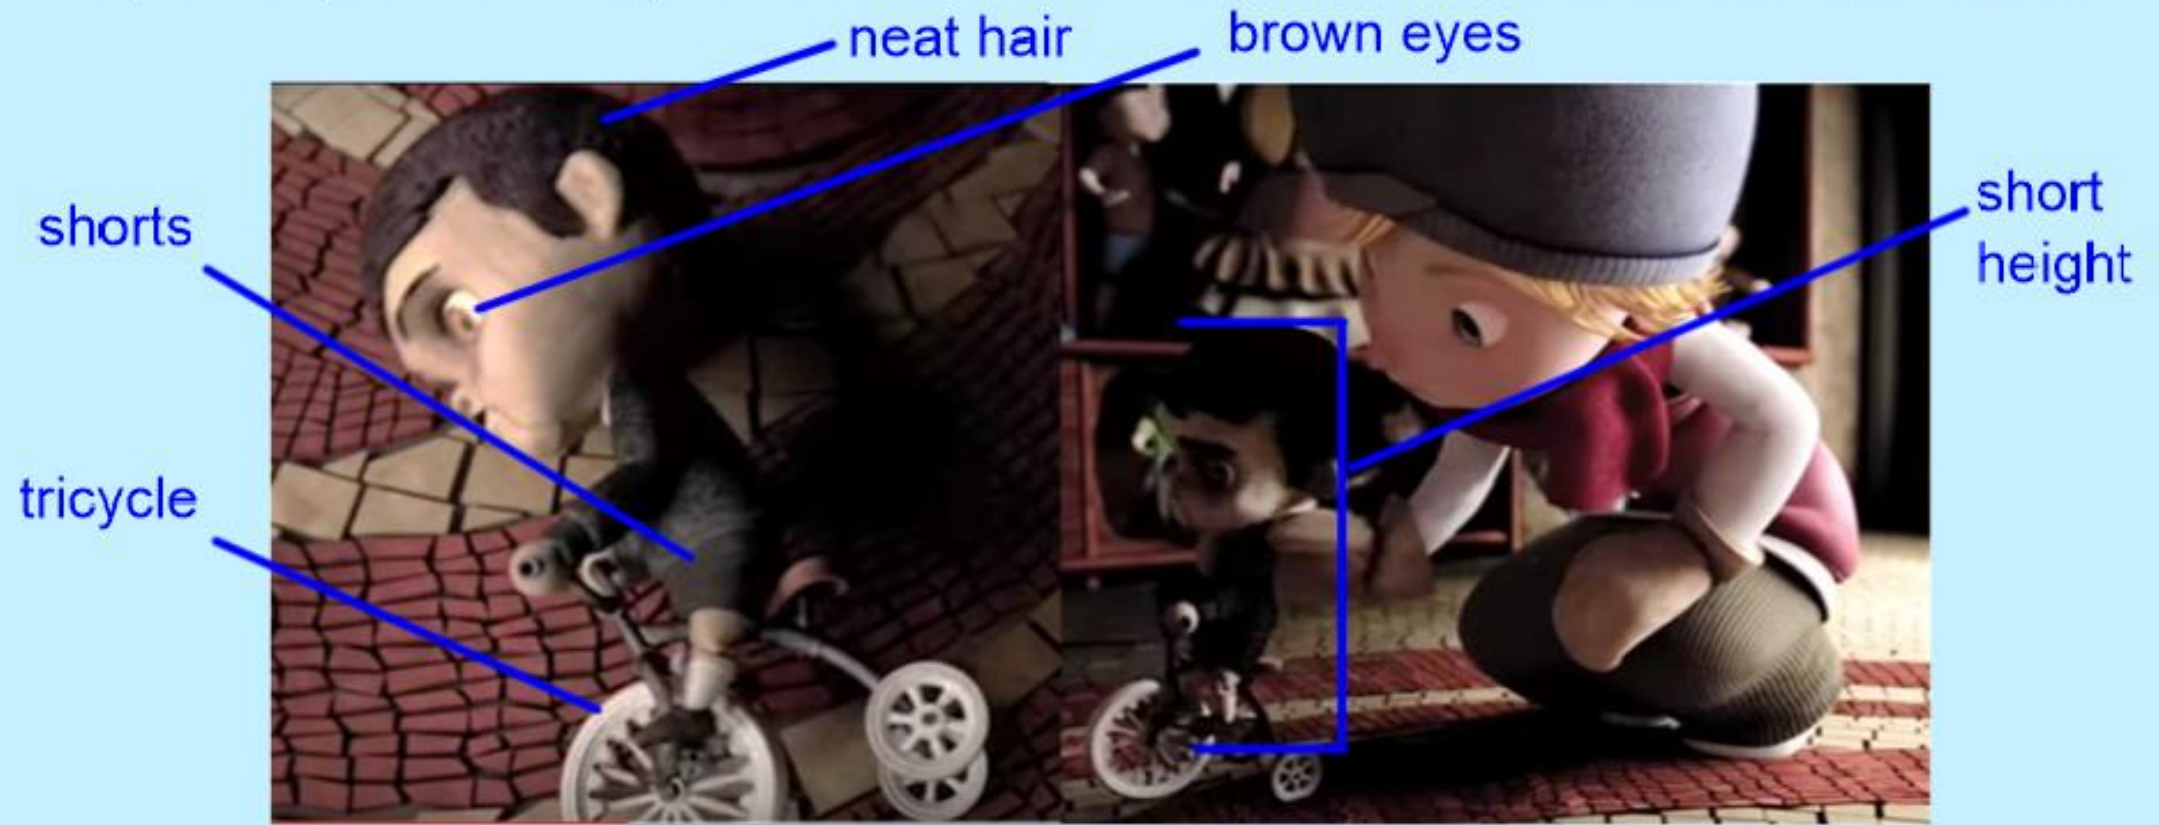 neat hair
brown eyes
shorts
short
height
tricycle